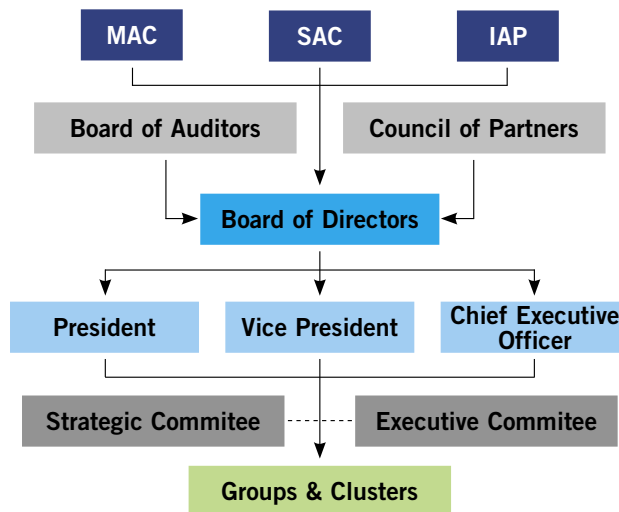 MAC
SAC
IAP
Board of Auditors
Council of Partners
Board of Directors
President
Vice President
Chief Executive
Officer
Strategic Commitee
Executive Commitee
Groups & Clusters